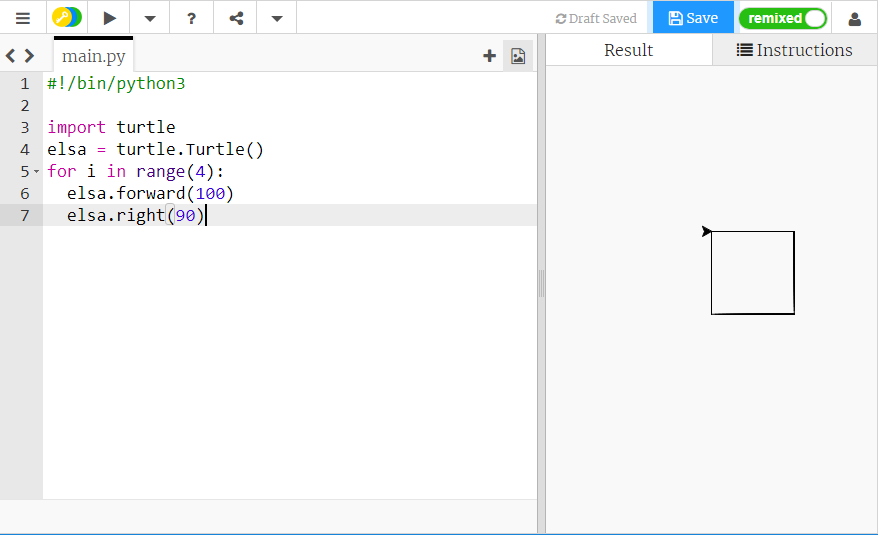 ?
Draft Saved
Save
remixed
main.py
Result
Instructions
1 #!/bin/python3
2
3 import turtle
4 elsa = turtle.Turtle()
5 for i in range(4):
6 elsa.forward(100)
7 elsa.right(90)